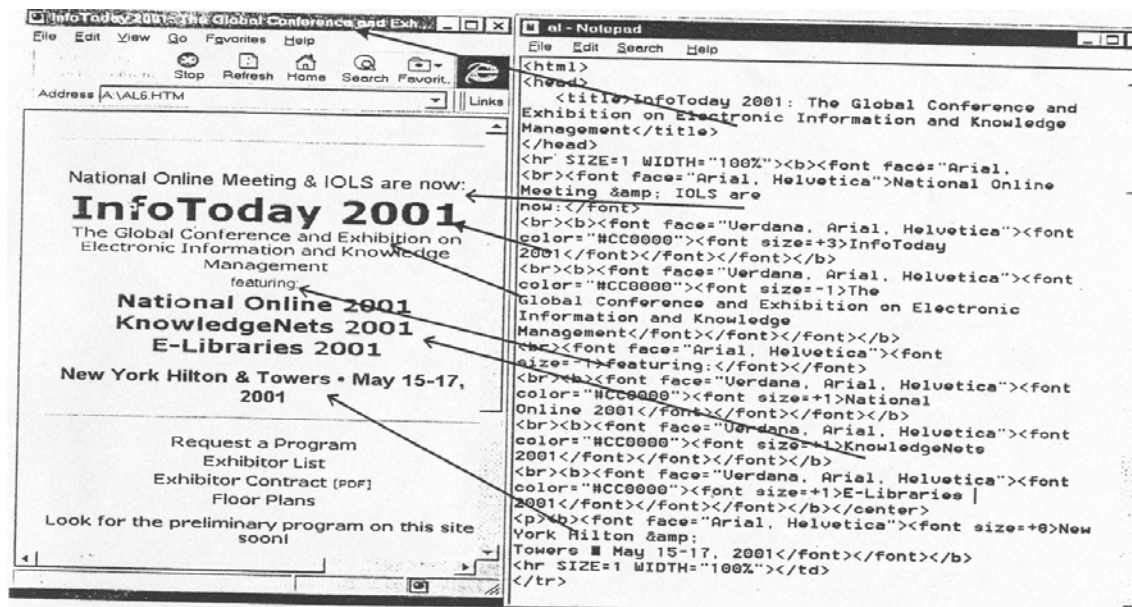 InfoToday 2001: The Global Conference and Exh...
File Edit View Go Favorites Help
Stop Refresh Home Search Favorit..
Address A:\AL6.HTM Links
National Online Meeting & IOLS are now:
InfoToday 2001
The Global Conference and Exhibition on
Electronic Information and Knowledge
Management
featuring:
National Online 2001
KnowledgeNets 2001
E-Libraries 2001
New York Hilton & Towers • May 15-17,
2001
Request a Program
Exhibitor List
Exhibitor Contract [PDF]
Floor Plans
Look for the preliminary program on this site
soon!
al - Notepad
File Edit Search Help
<html>
<head>
<title>InfoToday 2001: The Global Conference and
Exhibition on Electronic Information and Knowledge
Management</title>
</head>
<hr SIZE=1 WIDTH="100%"><b><font face="Arial,
<br><font face="Arial, Helvetica">National Online
Meeting &amp; IOLS are
now:</font>
<br><b><font face="Verdana, Arial, Helvetica"><font
color="#CC0000"><font size=+3>InfoToday
2001</font></font></font></b>
<br><b><font face="Verdana, Arial, Helvetica"><font
color="#CC0000"><font size=-1>The
Global Conference and Exhibition on Electronic
Information and Knowledge
Management</font></font></font></b>
<br><font face="Arial, Helvetica"><font
size=-1>featuring:</font></font>
<br><b><font face="Verdana, Arial, Helvetica"><font
color="#CC0000"><font size=+1>National
Online 2001</font></font></font></b>
<br><b><font face="Verdana, Arial, Helvetica"><font
color="#CC0000"><font size=+1>KnowledgeNets
2001</font></font></font></b>
<br><b><font face="Verdana, Arial, Helvetica"><font
color="#CC0000"><font size=+1>E-Libraries
2001</font></font></font></b></center>
<p><b><font face="Arial, Helvetica"><font size=+0>New
York Hilton &amp;
Towers ■ May 15-17, 2001</font></font></b>
<hr SIZE=1 WIDTH="100%"></td>
</tr>